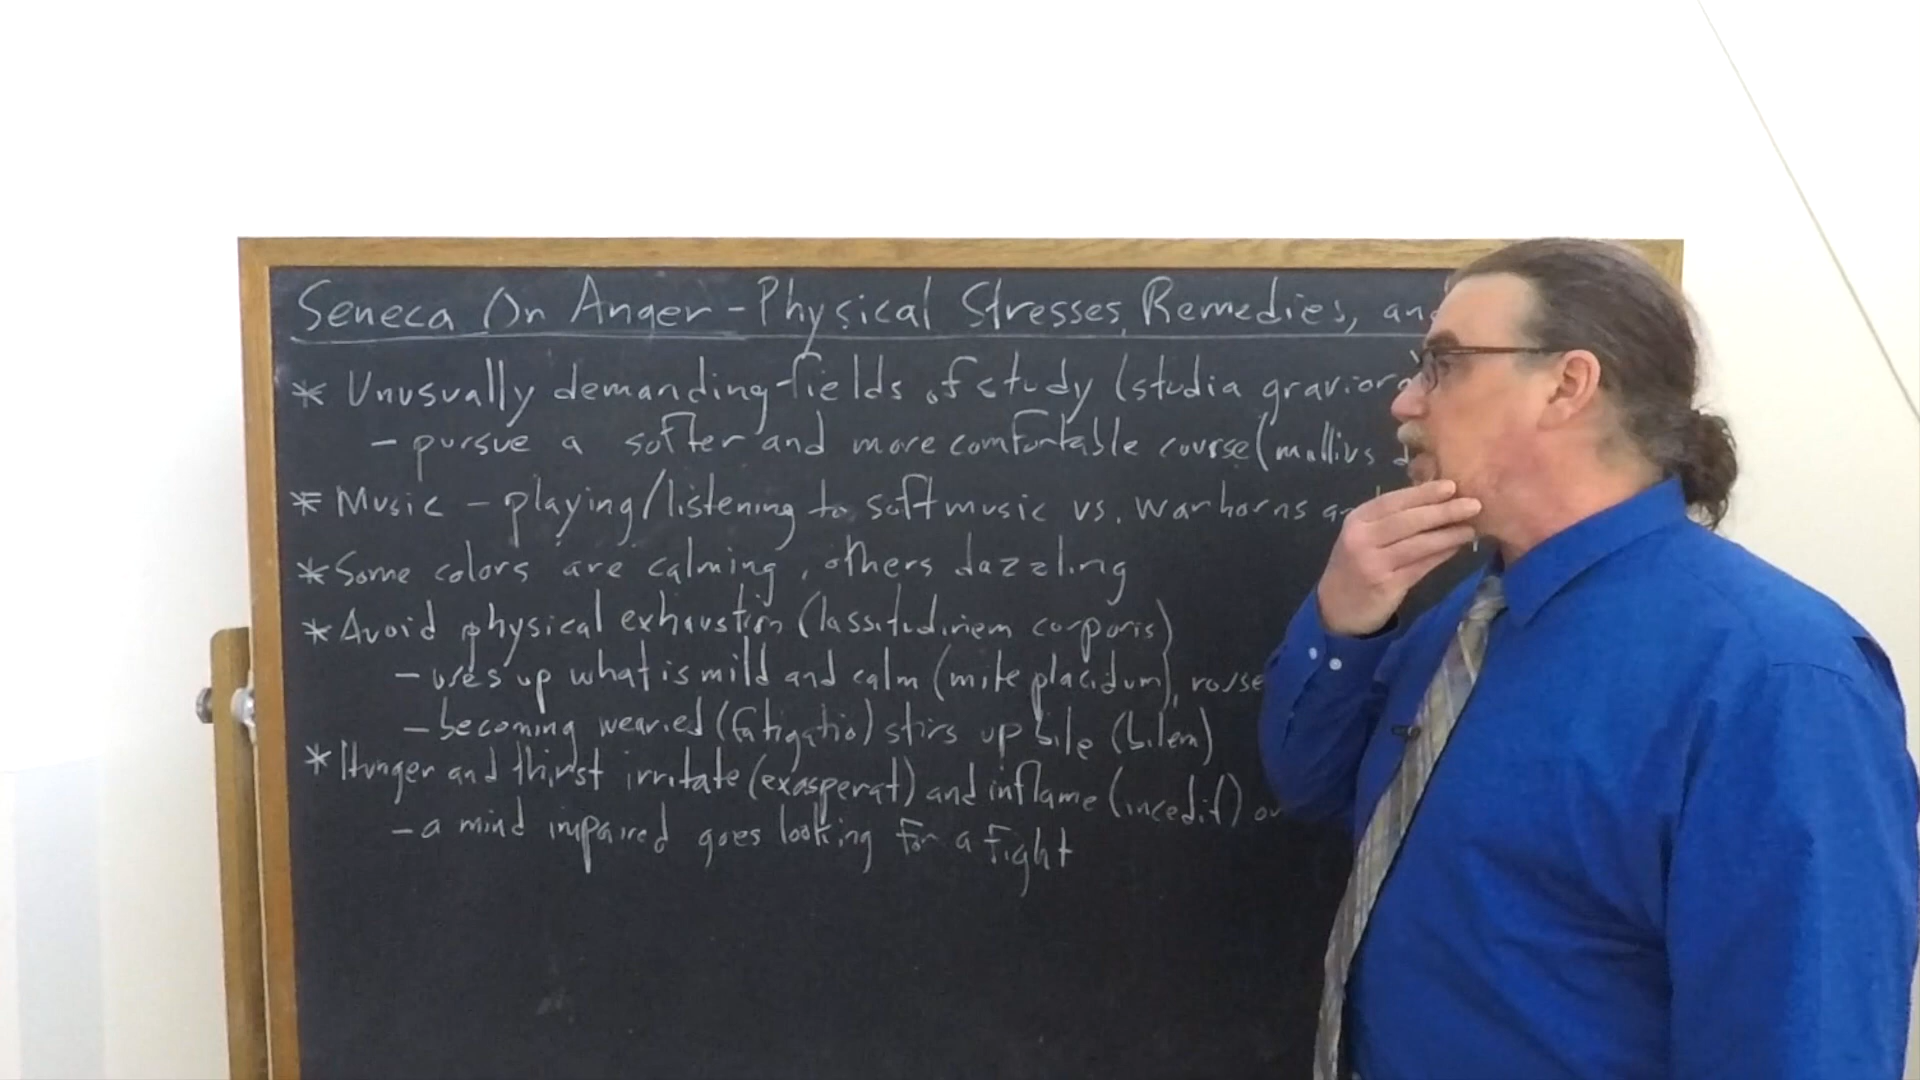 Seneca On Anger - Physical Stresses, Remedies, and
* Unusually demanding fields of study (studia graviora
- pursue a softer and more comfortable course (mollius
* Music - playing/listening to soft music vs. warhorns
* Some colors are calming, others dazzling
* Avoid physical exhaustion (lassitudiniem corporis)
- uses up what is mild and calm (mite placidum), rouse
- becoming wearied (fatigatio) stirs up bile (bilem)
* Hunger and thirst irritate (exasperat) and inflame (incedit)
- a mind impaired goes looking for a fight